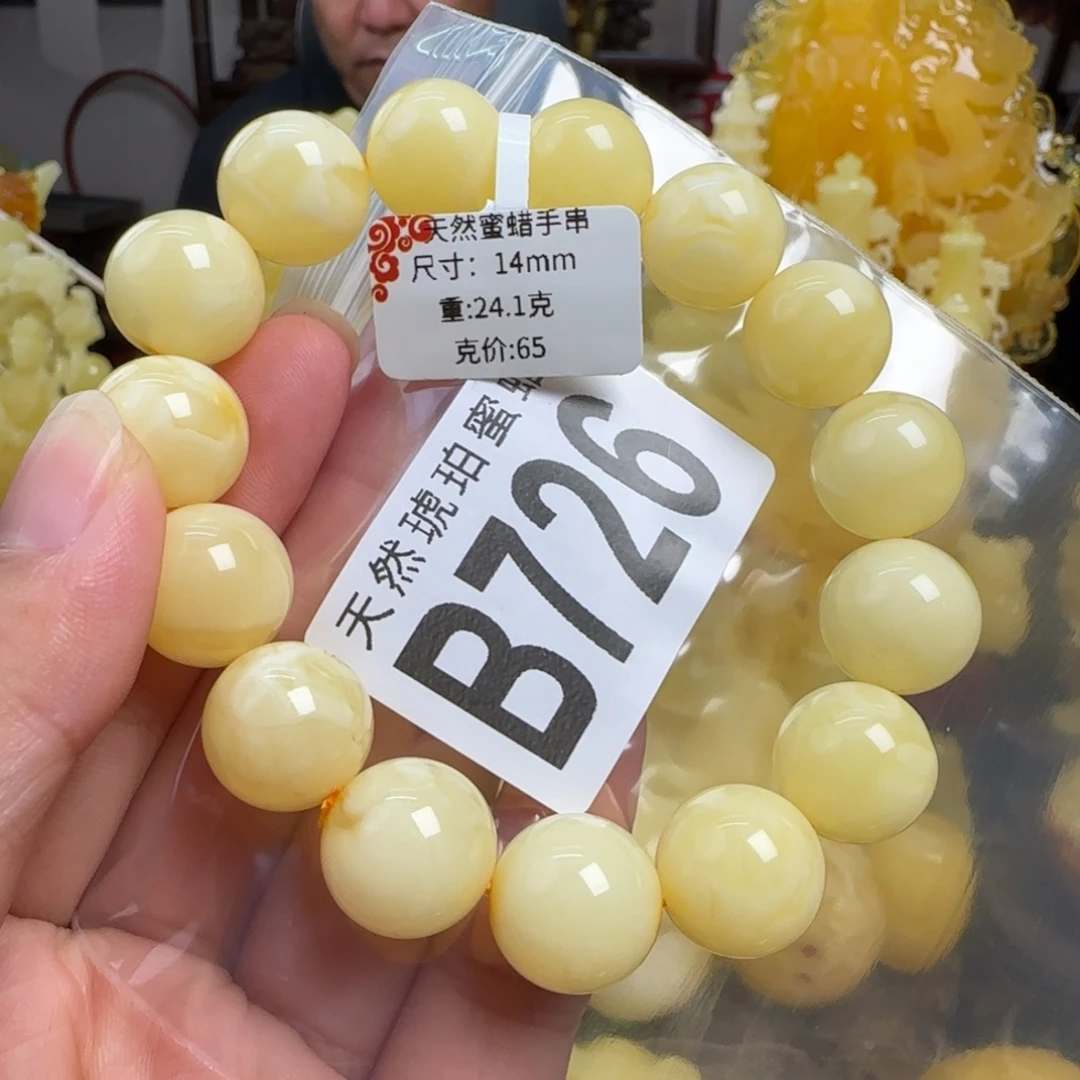 天然蜜蜡手串
尺寸：14mm
重:24.1克
克价:65
天然琥珀蜜蜡
B726